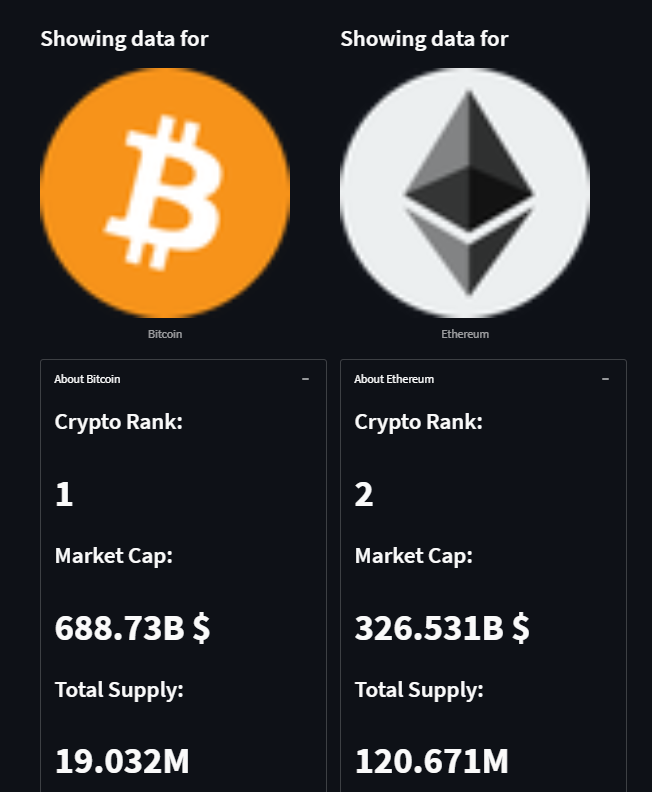 Showing data for
Bitcoin
About Bitcoin
Crypto Rank:
1
Market Cap:
688.73B $
Total Supply:
19.032M
Showing data for
Ethereum
About Ethereum
Crypto Rank:
2
Market Cap:
326.531B $
Total Supply:
120.671M